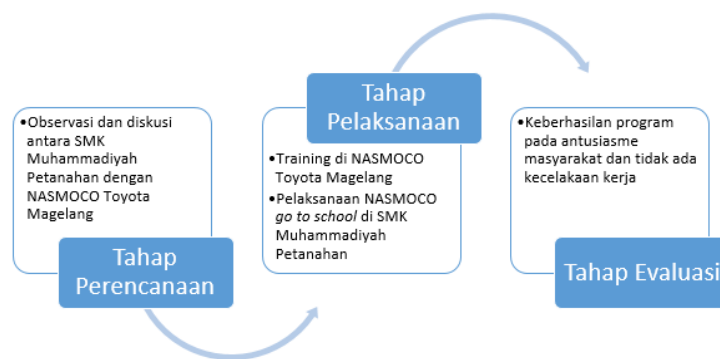 •Observasi dan diskusi
antara SMK
Muhammadiyah
Petanahan dengan
NASMOCO Toyota
Magelang
Tahap
Perencanaan
Tahap
Pelaksanaan
•Training di NASMOCO
Toyota Magelang
•Pelaksanaan NASMOCO
go to school di SMK
Muhammadiyah
Petanahan
•Keberhasilan program
pada antusiasme
masyarakat dan tidak ada
kecelakaan kerja
Tahap Evaluasi